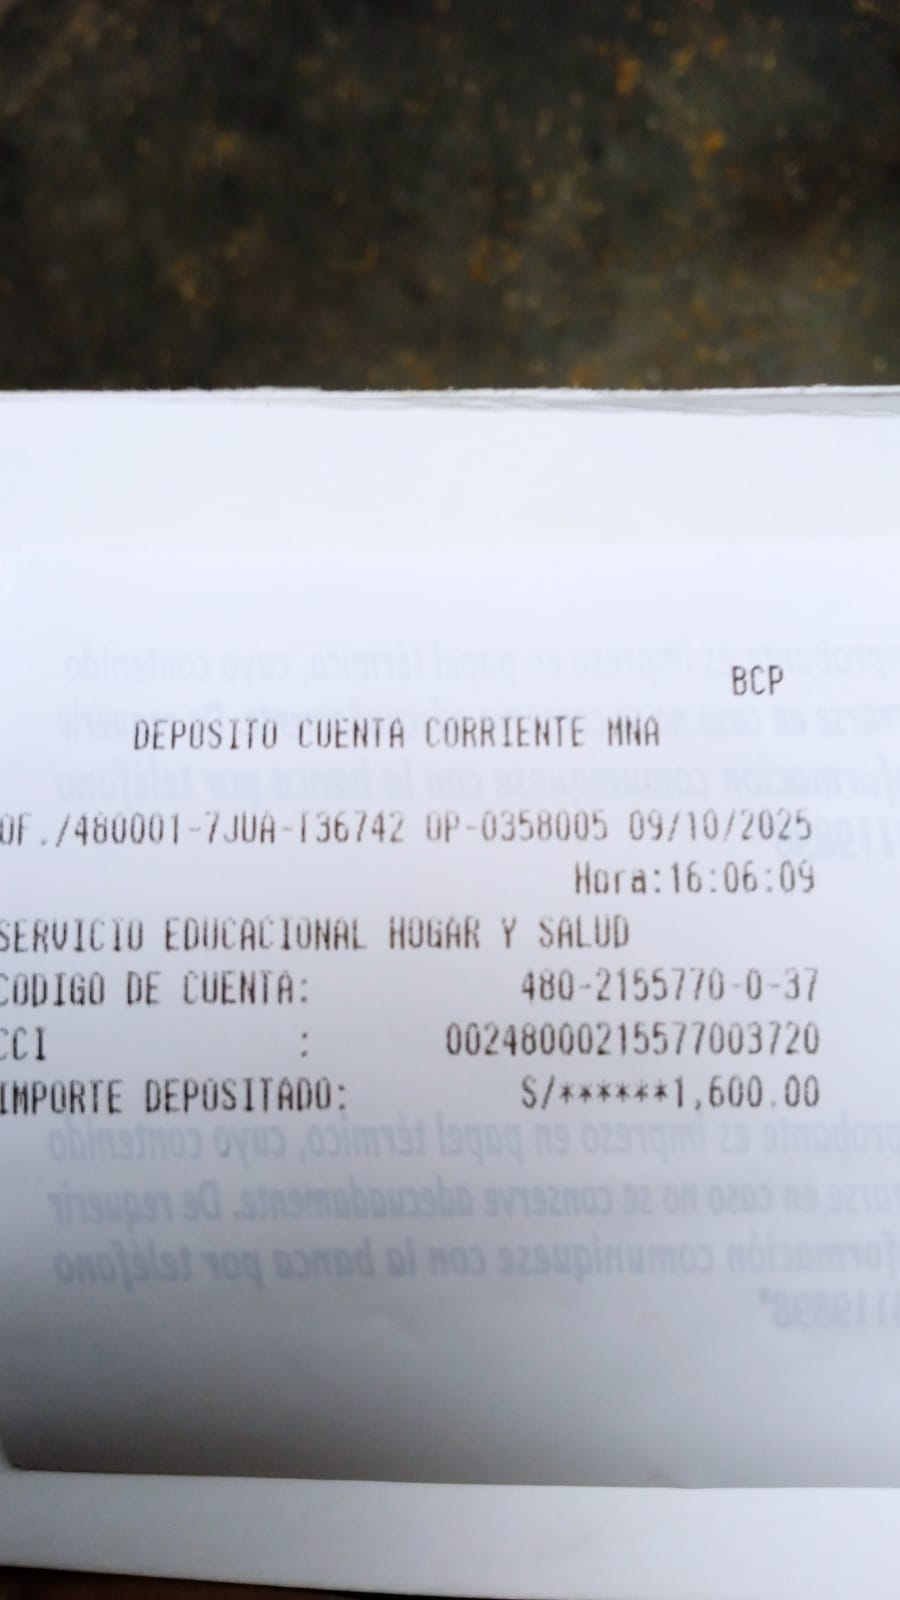 BCP
DEPOSITO CUENTA CORRIENTE MNA
OF./480001-7JUA-T36742 OP-0358005 09/10/2025
Hora:16:06:09
SERVICIO EDUCACIONAL HOGAR Y SALUD
CODIGO DE CUENTA: 480-2155770-0-37
CCI : 00248000215577003720
IMPORTE DEPOSITADO: S/******1,600.00